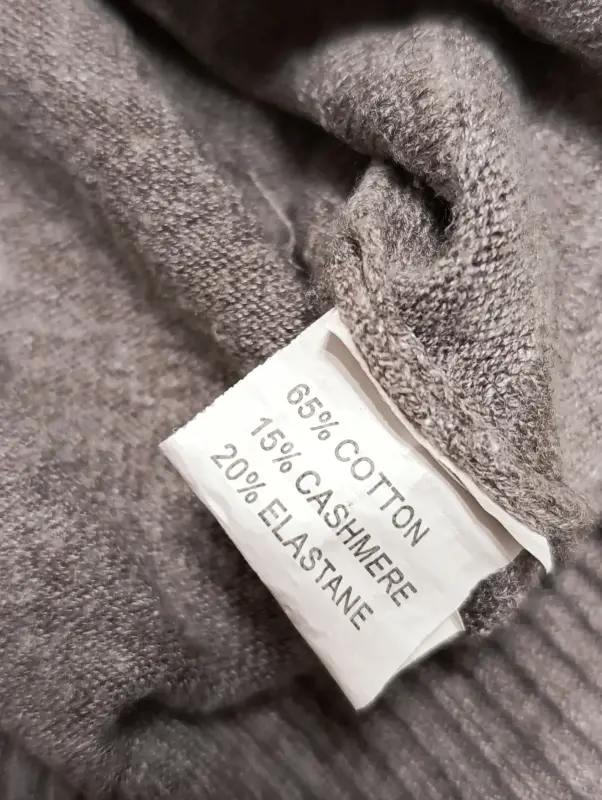 65% COTTON
15% CASHMERE
20% ELASTANE